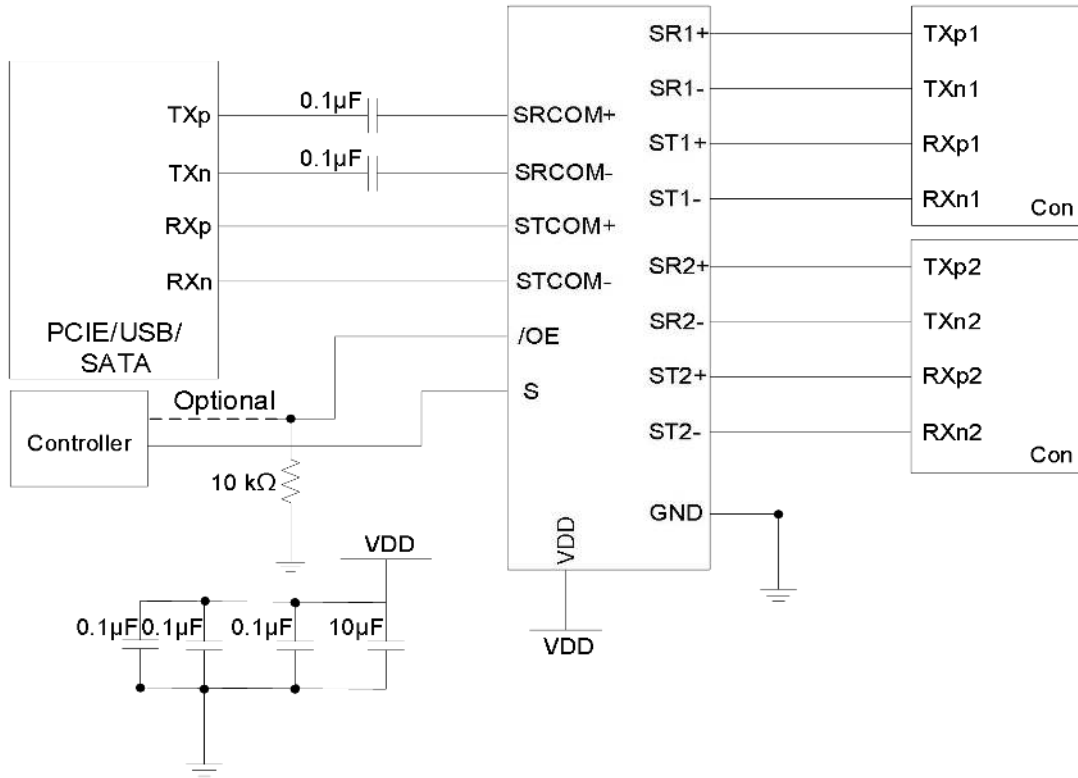 TXp
TXn
RXp
RXn
PCIE/USB/
SATA
0.1µF
0.1µF
Optional
Controller
10 kΩ
SRCOM+
SRCOM-
STCOM+
STCOM-
/OE
S
SR1+
SR1-
ST1+
ST1-
SR2+
SR2-
ST2+
ST2-
GND
VDD
VDD
TXp1
TXn1
RXp1
RXn1
Con
TXp2
TXn2
RXp2
RXn2
Con
VDD
0.1µF
0.1µF
0.1µF
10µF